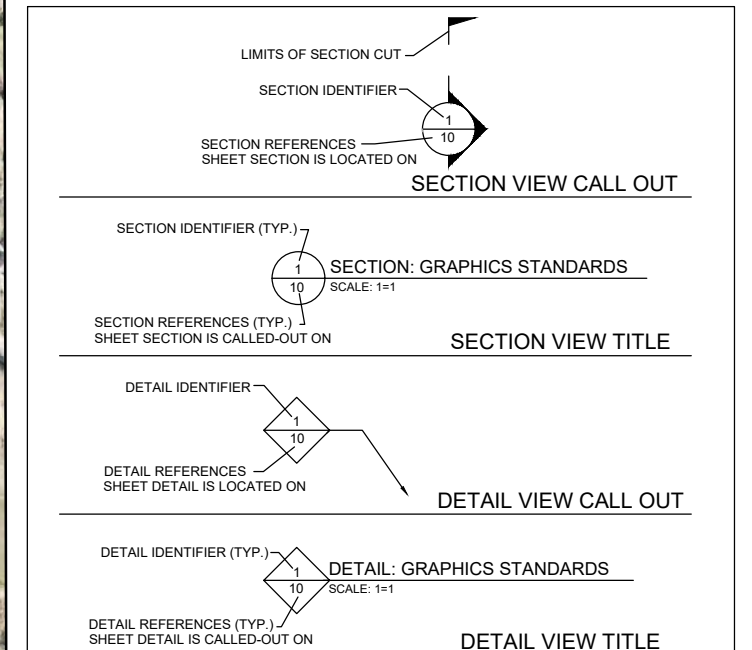 LIMITS OF SECTION CUT
SECTION IDENTIFIER
1
10
SECTION REFERENCES
SHEET SECTION IS LOCATED ON
SECTION VIEW CALL OUT
SECTION IDENTIFIER (TYP.)
1
10
SECTION: GRAPHICS STANDARDS
SCALE: 1=1
SECTION REFERENCES (TYP.)
SHEET SECTION IS CALLED-OUT ON
SECTION VIEW TITLE
DETAIL IDENTIFIER
1
10
DETAIL REFERENCES
SHEET DETAIL IS LOCATED ON
DETAIL VIEW CALL OUT
DETAIL IDENTIFIER (TYP.)
1
10
DETAIL: GRAPHICS STANDARDS
SCALE: 1=1
DETAIL REFERENCES (TYP.)
SHEET DETAIL IS CALLED-OUT ON
DETAIL VIEW TITLE